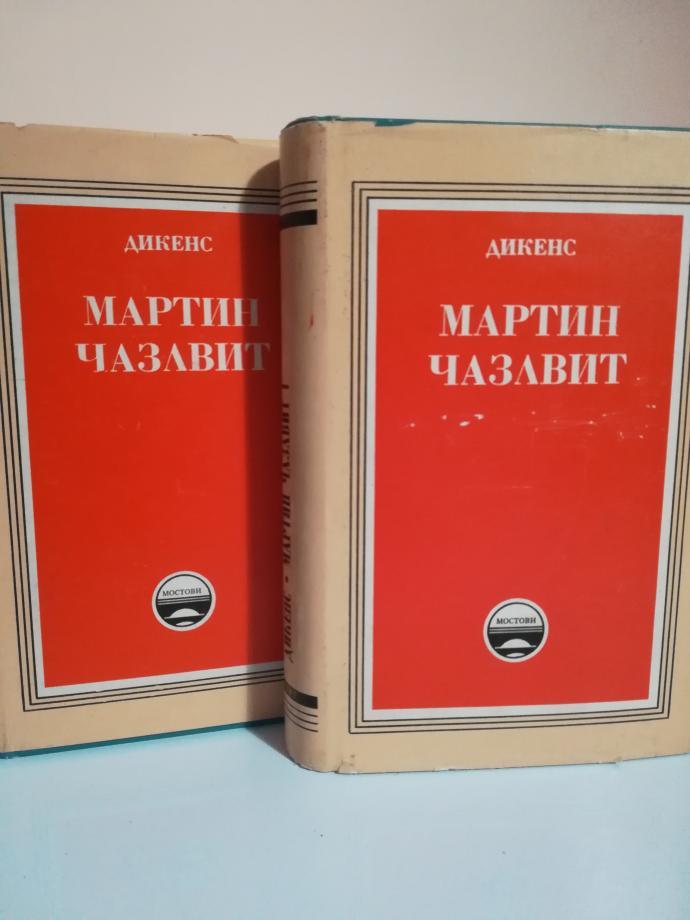 ДИКЕНС
МАРТИН
ЧАЗЛВИТ
МОСТОВИ
ДИКЕНС • МАРТИН ЧАЗЛВИТ I
ДИКЕНС
МАРТИН
ЧАЗЛВИТ
МОСТОВИ